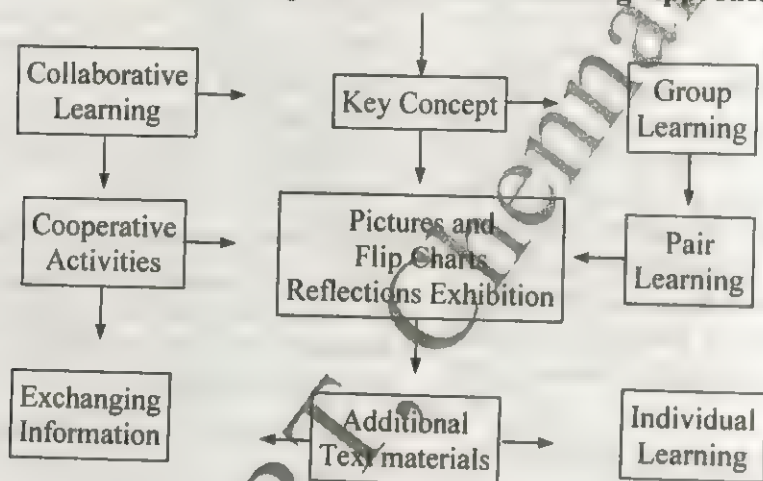 Collaborative
Learning
Key Concept
Group
Learning
Cooperative
Activities
Pictures and
Flip Charts
Reflections Exhibition
Pair
Learning
Exchanging
Information
Additional
Text materials
Individual
Learning